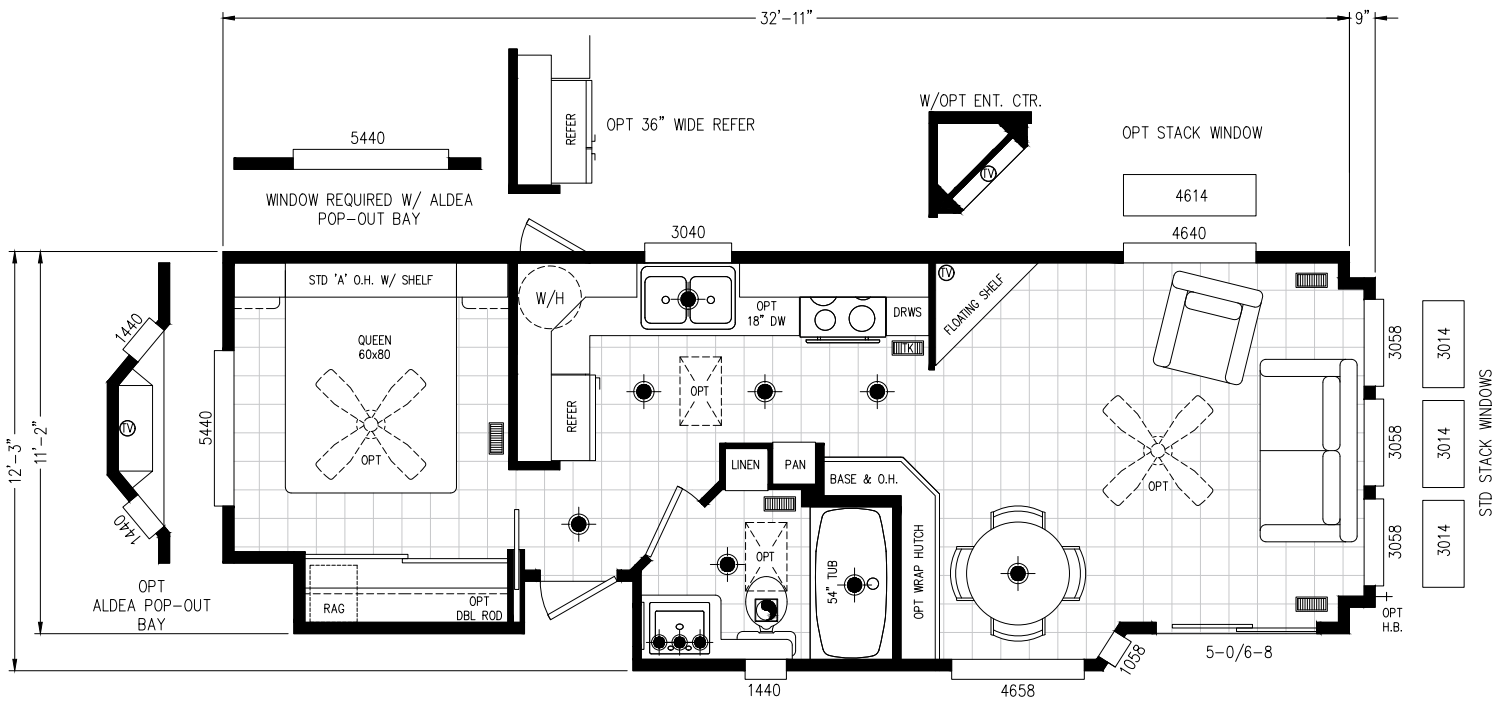 32'-11"
9"
W/OPT ENT. CTR.
REFER
OPT 36" WIDE REFER
OPT STACK WINDOW
5440
TV
WINDOW REQUIRED W/ ALDEA
POP-OUT BAY
4614
3040
4640
STD 'A' O.H. W/ SHELF
W/H
TV
FLOATING SHELF
OPT
18" DW
DRWS
1440
QUEEN
60x80
TK
3058
3014
OPT
5440
REFER
TV
OPT
12'-3"
11'-2"
LINEN
PAN
BASE & O.H.
OPT
3058
3014
STD STACK WINDOWS
1440
OPT
54" TUB
OPT WRAP HUTCH
3058
3014
OPT
ALDEA POP-OUT
BAY
RAG
OPT
DBL ROD
OPT
H.B.
1440
4658
1058
5-0/6-8